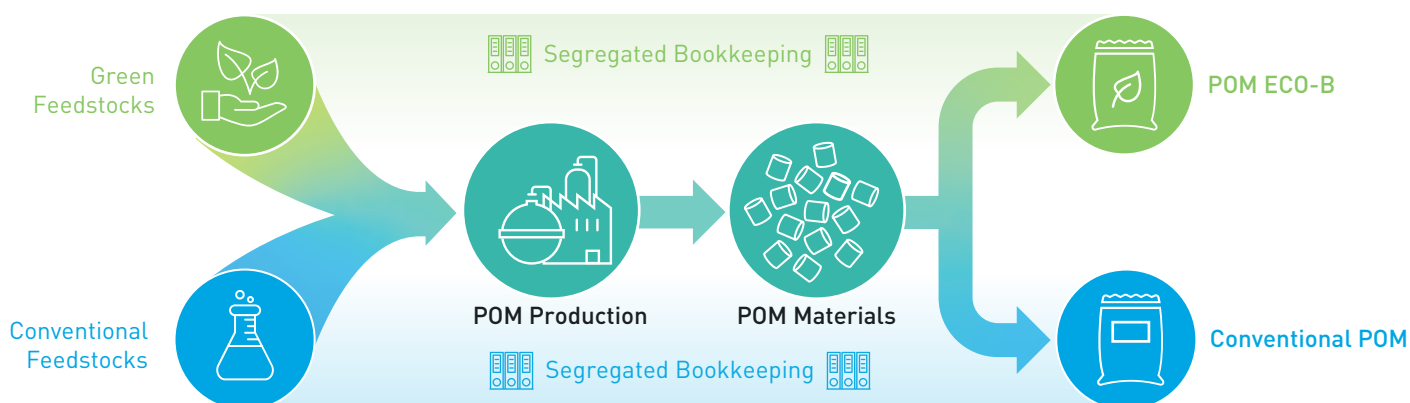 Segregated Bookkeeping
Green
Feedstocks
POM ECO-B
POM Production
POM Materials
Conventional
Feedstocks
Conventional POM
Segregated Bookkeeping